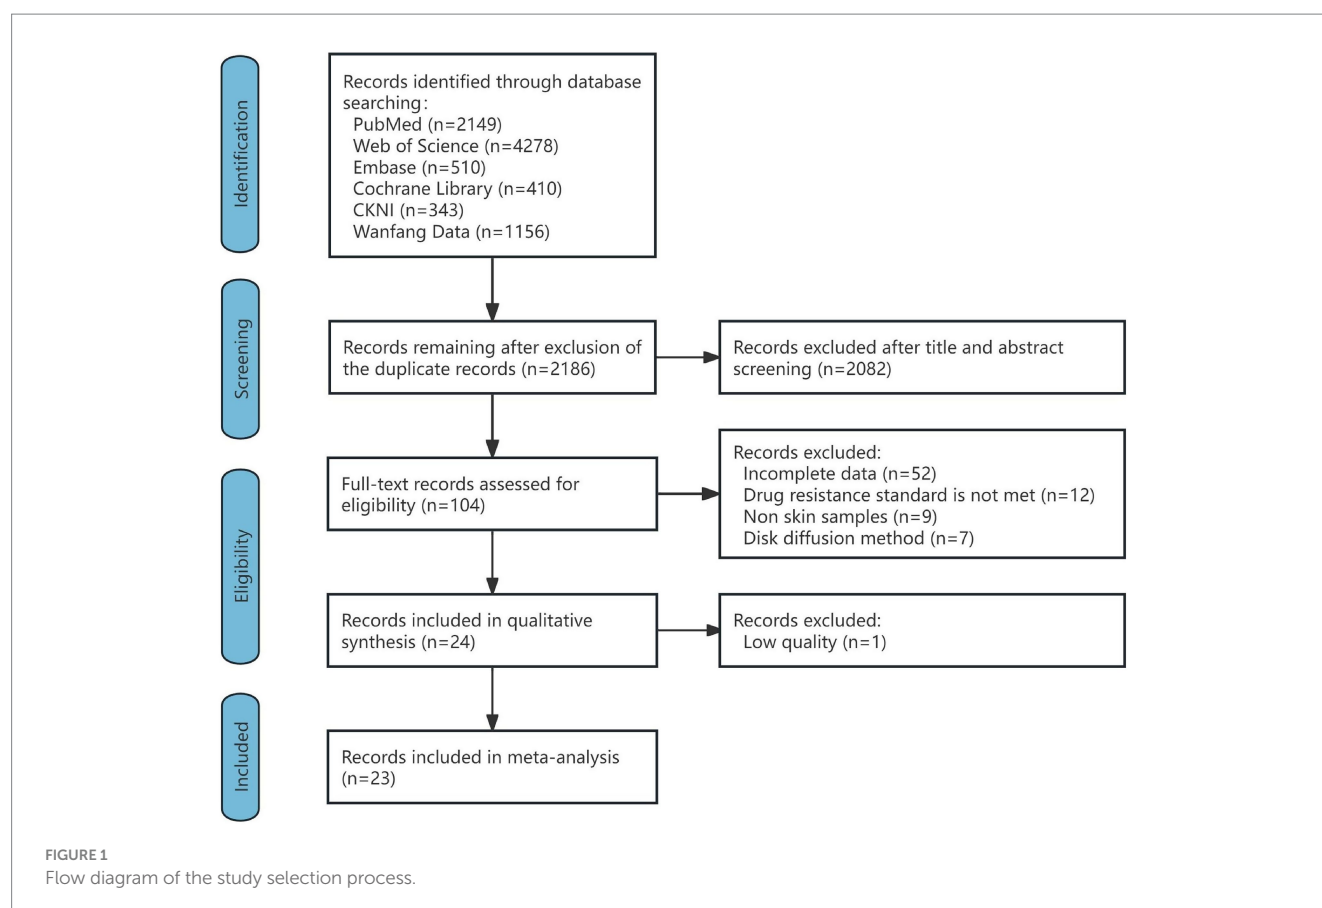 Identification
Records identified through database
searching:
PubMed (n=2149)
Web of Science (n=4278)
Embase (n=510)
Cochrane Library (n=410)
CKNI (n=343)
Wanfang Data (n=1156)
Screening
Records remaining after exclusion of
the duplicate records (n=2186)
Records excluded after title and abstract
screening (n=2082)
Eligibility
Full-text records assessed for
eligibility (n=104)
Records excluded:
Incomplete data (n=52)
Drug resistance standard is not met (n=12)
Non skin samples (n=9)
Disk diffusion method (n=7)
Records included in qualitative
synthesis (n=24)
Records excluded:
Low quality (n=1)
Included
Records included in meta-analysis
(n=23)
FIGURE 1
Flow diagram of the study selection process.